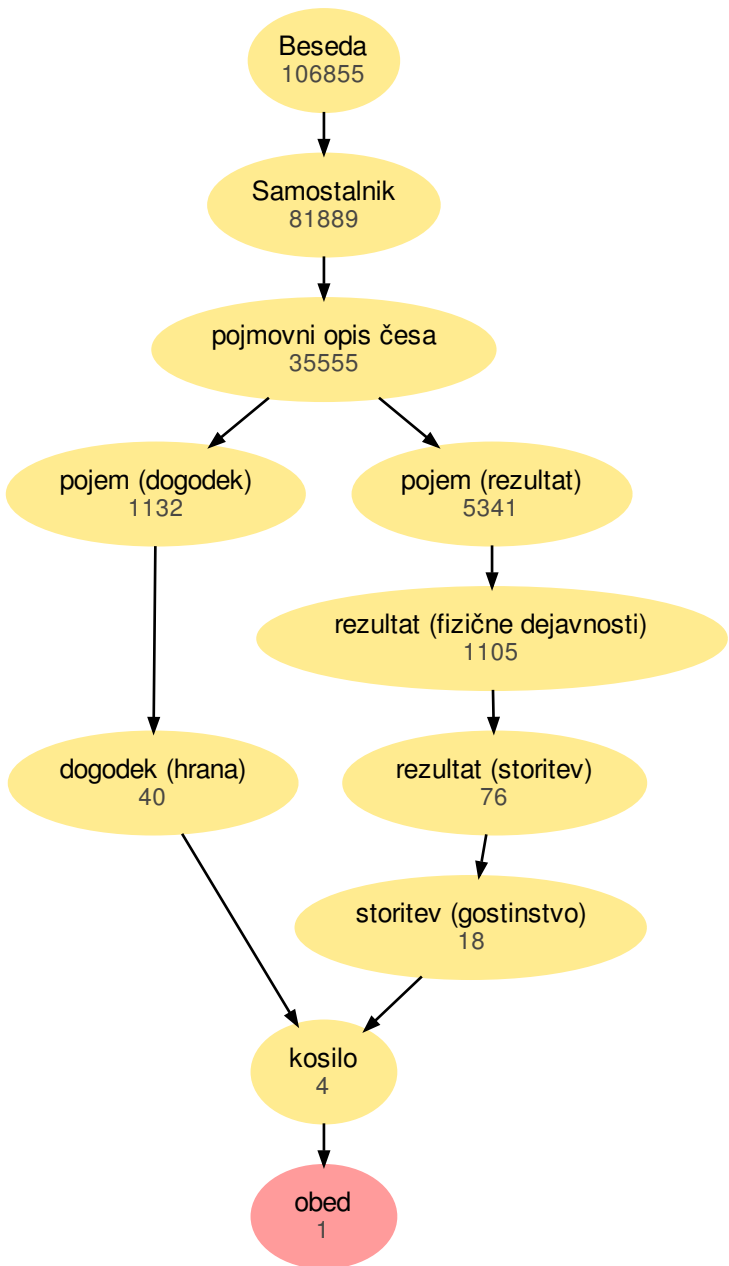 Beseda
106855
Samostalnik
81889
pojmovni opis česa
35555
pojem (dogodek)
1132
pojem (rezultat)
5341
rezultat (fizične dejavnosti)
1105
dogodek (hrana)
40
rezultat (storitev)
76
storitev (gostinstvo)
18
kosilo
4
obed
1